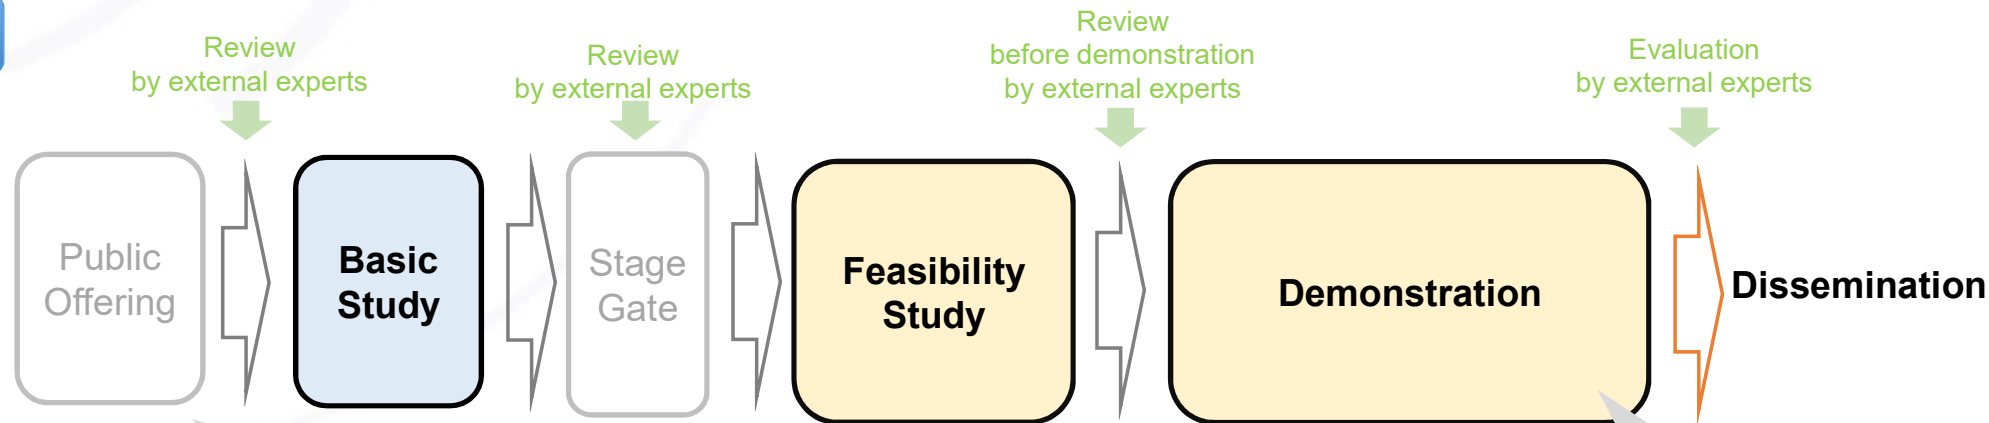 Review
by external experts
Review
by external experts
Review
before demonstration
by external experts
Evaluation
by external experts
Public
Offering
Basic
Study
Stage
Gate
Feasibility
Study
Demonstration
Dissemination